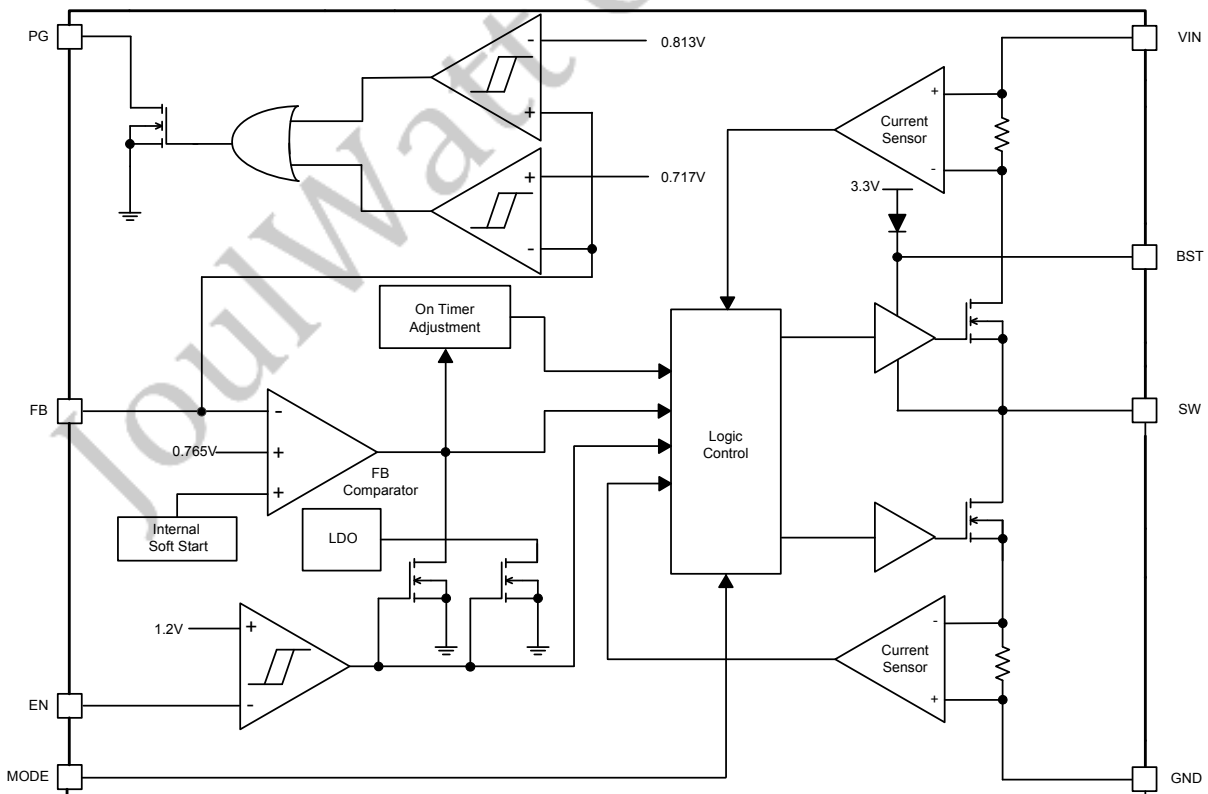 PG
0.813V
VIN
-
+
+
Current
Sensor
-
3.3V
+
0.717V
-
BST
On Timer
Adjustment
FB
-
SW
0.765V
+
Logic
Control
FB
Comparator
+
Internal
Soft Start
LDO
1.2V
+
-
Current
Sensor
+
EN
-
MODE
GND
JoulWatt